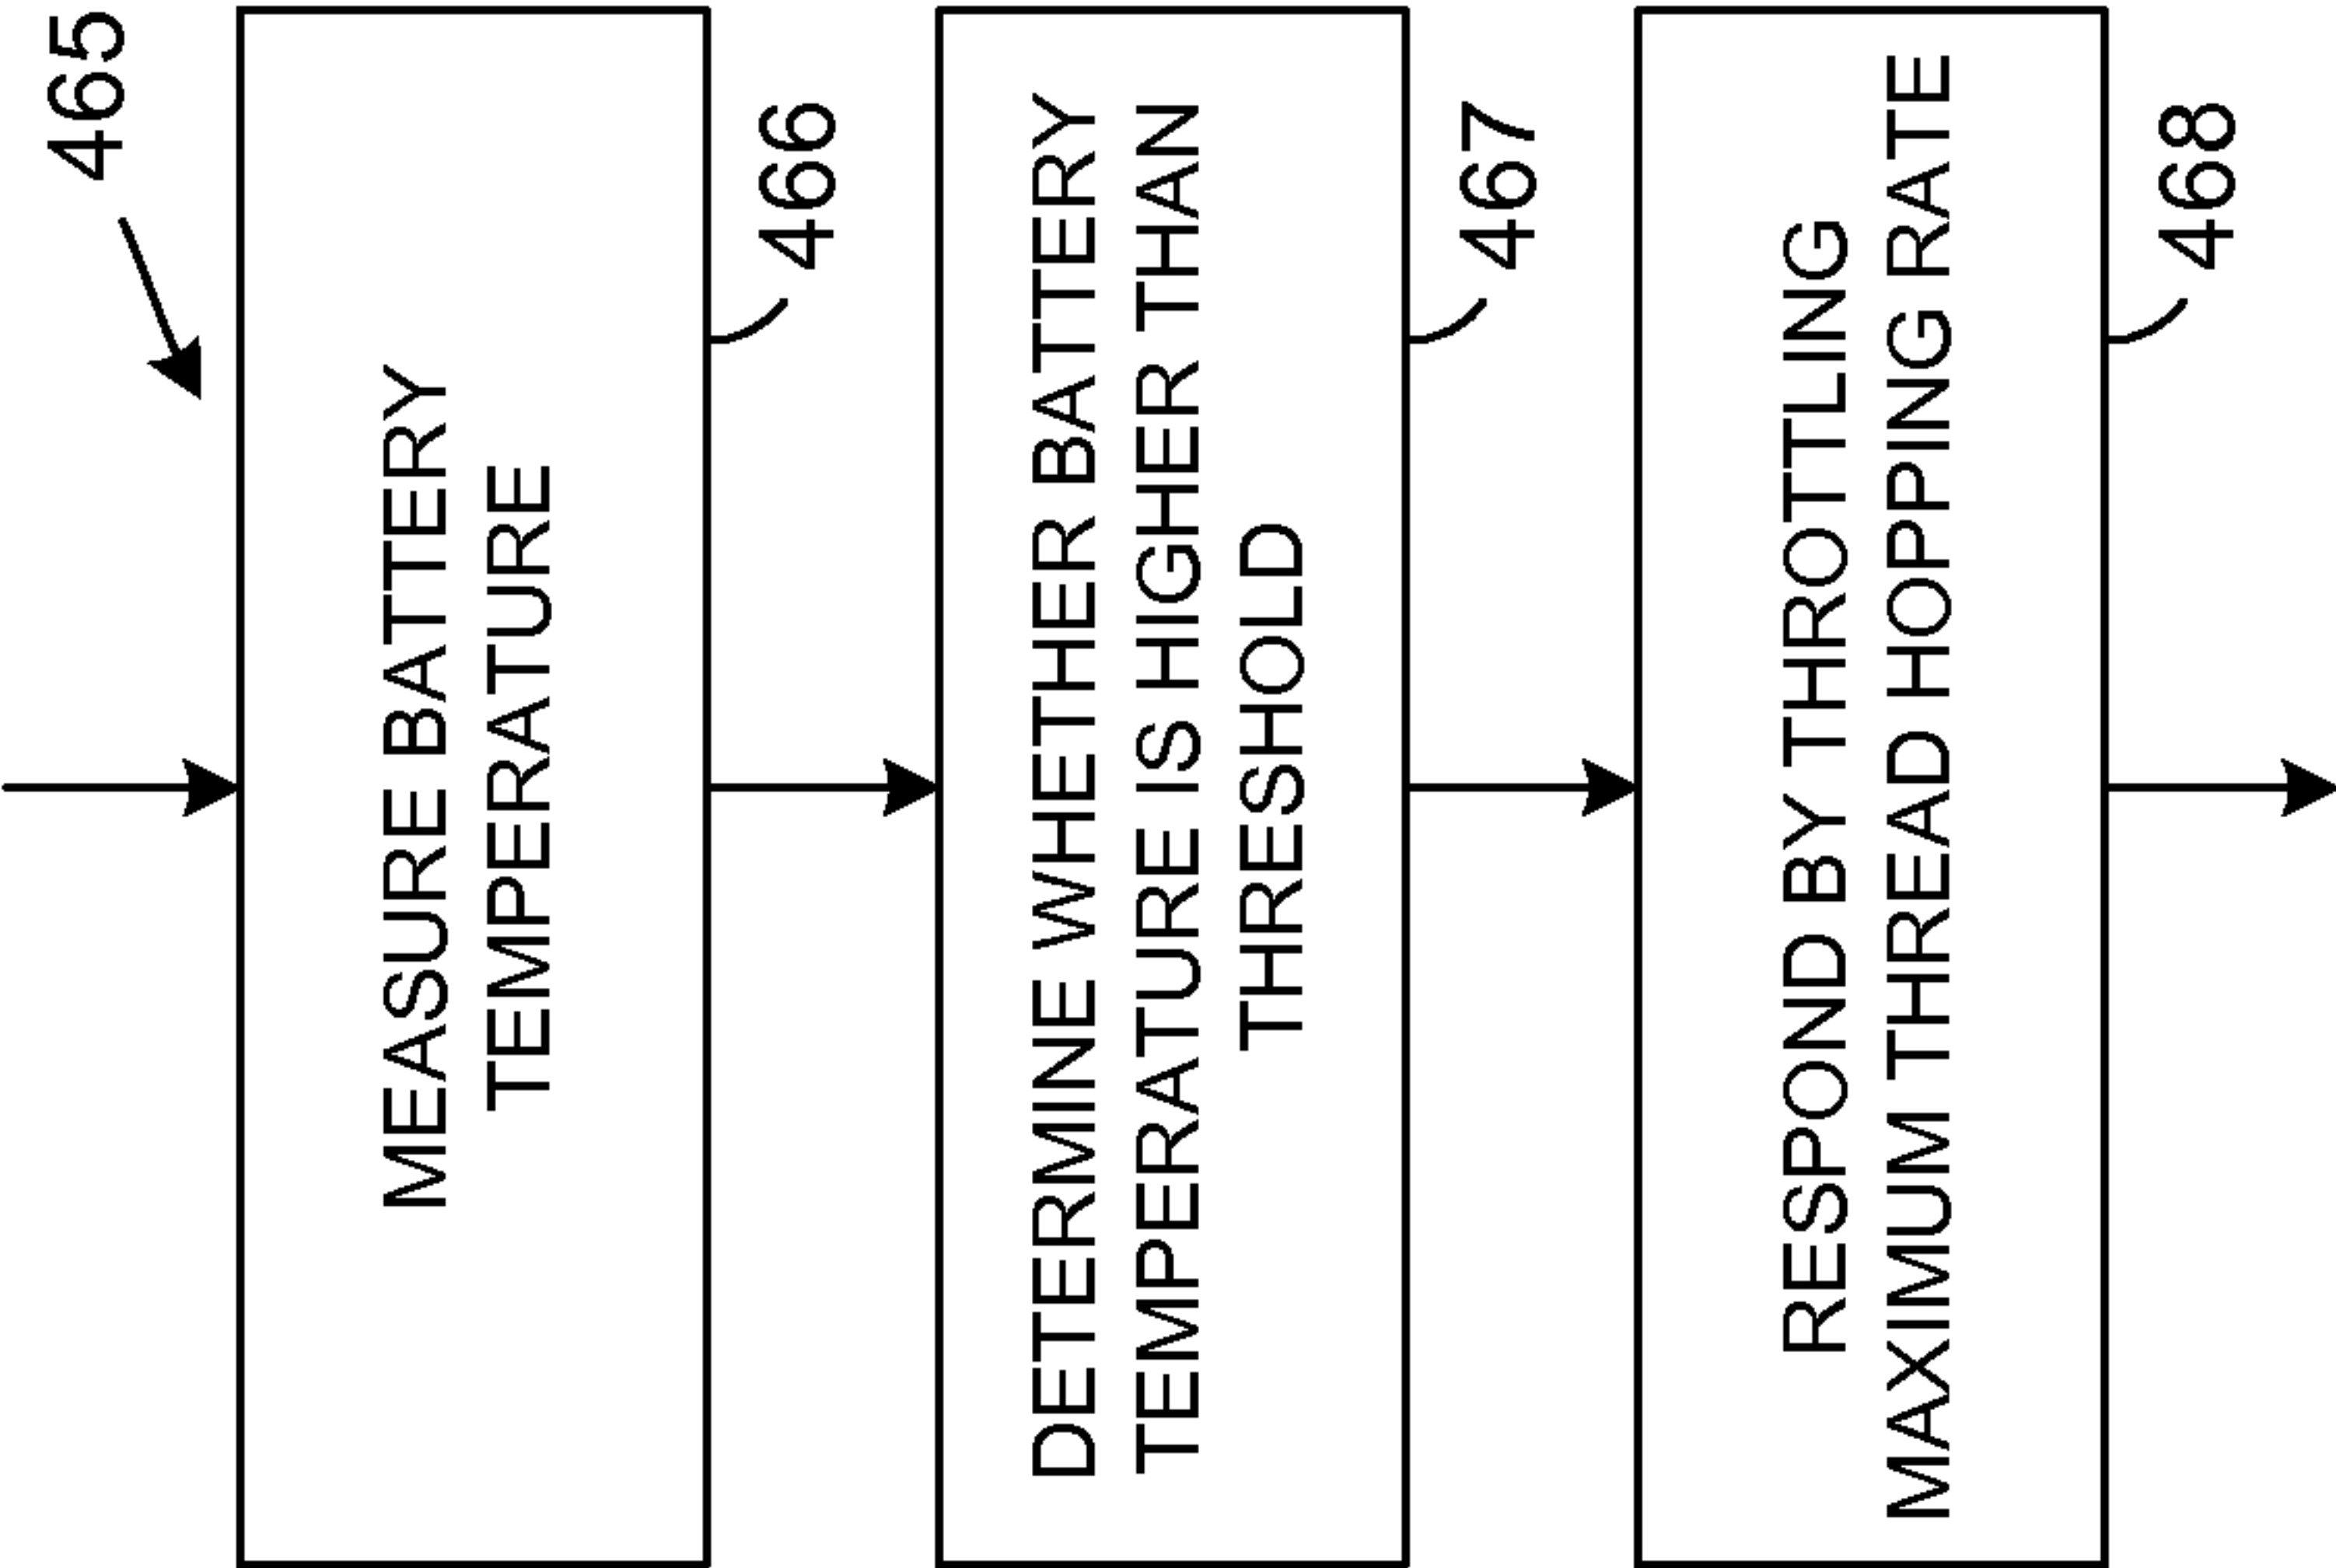 465
MEASURE BATTERY
TEMPERATURE
466
DETERMINE WHETHER BATTERY
TEMPERATURE IS HIGHER THAN
THRESHOLD
467
RESPOND BY THROTTLING
MAXIMUM THREAD HOPPING RATE
468